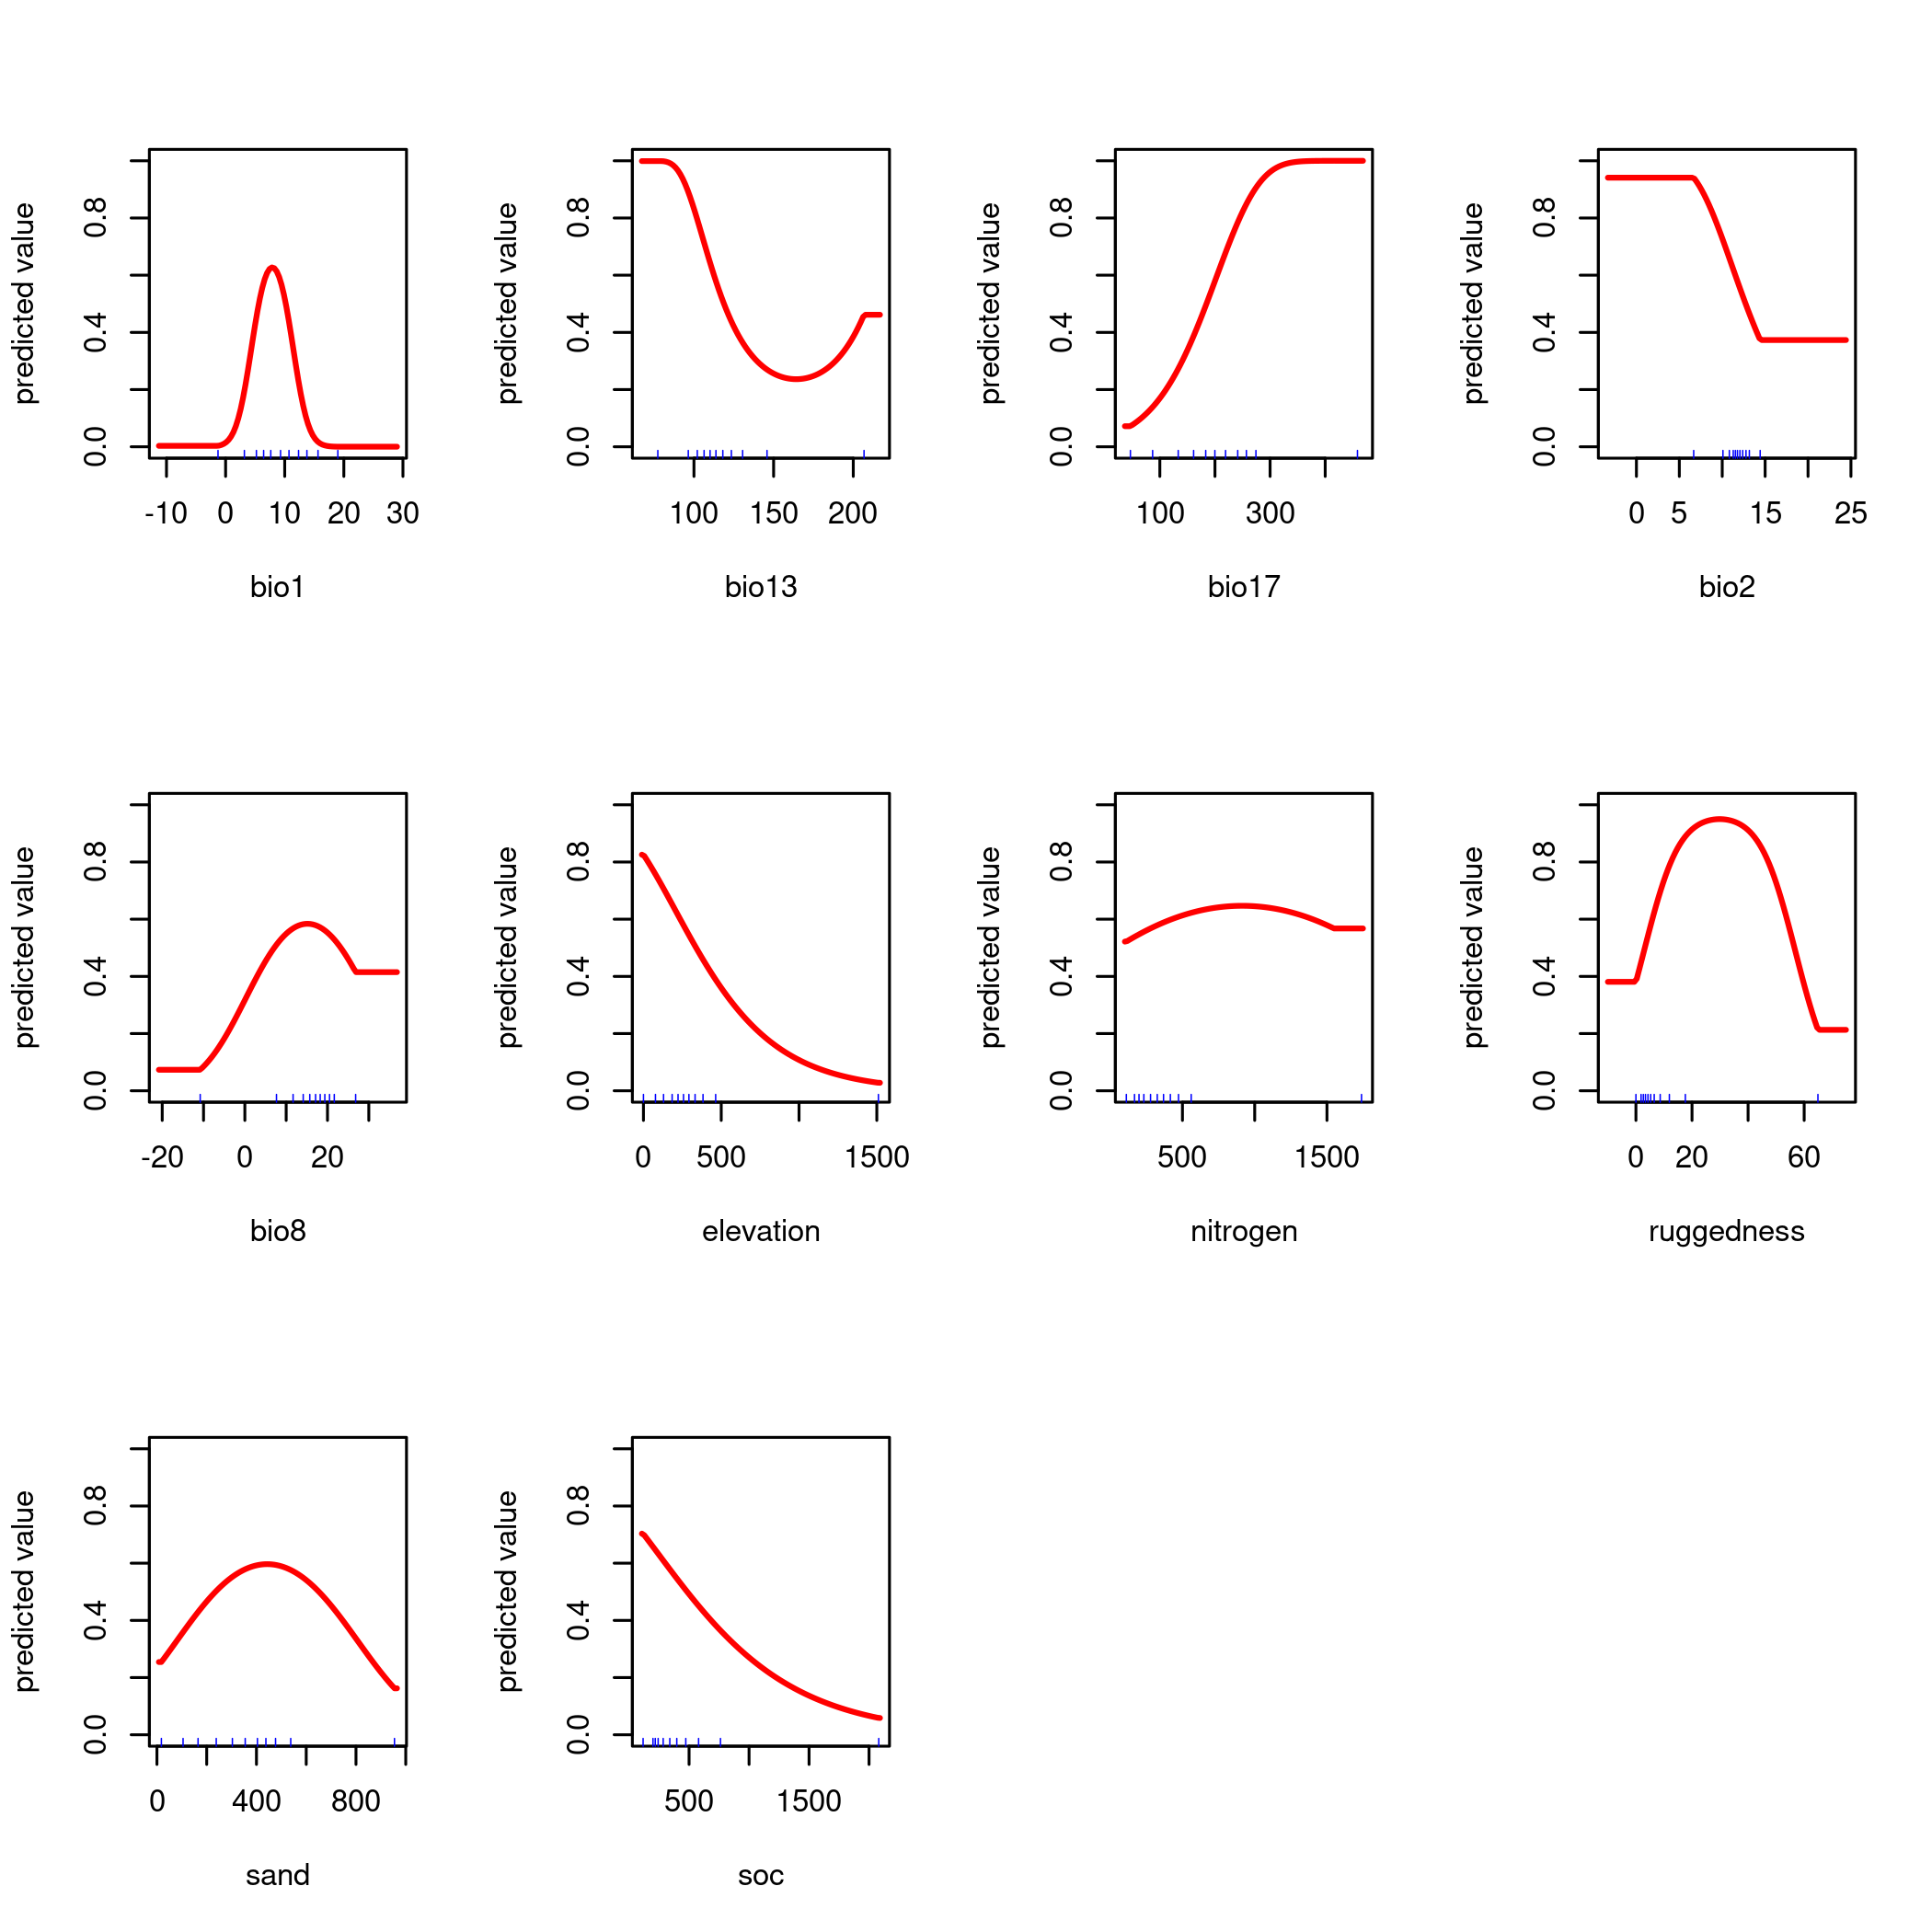 predicted value
0.0 0.4 0.8
-10 0 10 20 30
bio1
predicted value
0.0 0.4 0.8
100 150 200
bio13
predicted value
0.0 0.4 0.8
100 300
bio17
predicted value
0.0 0.4 0.8
0 5 15 25
bio2
predicted value
0.0 0.4 0.8
-20 0 20
bio8
predicted value
0.0 0.4 0.8
0 500 1500
elevation
predicted value
0.0 0.4 0.8
500 1500
nitrogen
predicted value
0.0 0.4 0.8
0 20 60
ruggedness
predicted value
0.0 0.4 0.8
0 400 800
sand
predicted value
0.0 0.4 0.8
500 1500
soc